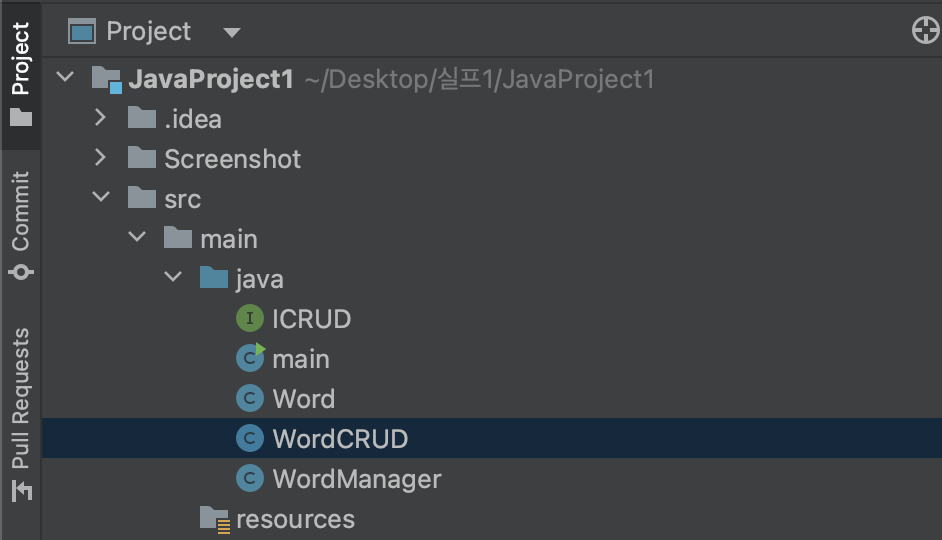 Project
Commit
Pull Requests
Project
JavaProject1 ~/Desktop/실프1/JavaProject1
.idea
Screenshot
src
main
java
I ICRUD
C main
C Word
C WordCRUD
C WordManager
resources